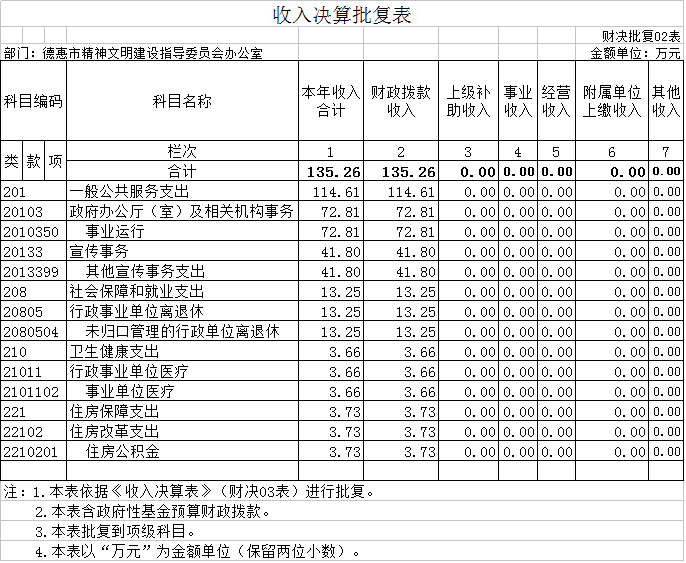 收入决算批复表
财决批复02表
部门：德惠市精神文明建设指导委员会办公室 金额单位：万元
科目编码 科目名称 本年收入合计 财政拨款收入 上级补助收入 事业收入 经营收入 附属单位上缴收入 其他收入
类 款 项 栏次 1 2 3 4 5 6 7
合计 135.26 135.26 0.00 0.00 0.00 0.00 0.00
201 一般公共服务支出 114.61 114.61 0.00 0.00 0.00 0.00 0.00
20103 政府办公厅（室）及相关机构事务 72.81 72.81 0.00 0.00 0.00 0.00 0.00
2010350 事业运行 72.81 72.81 0.00 0.00 0.00 0.00 0.00
20133 宣传事务 41.80 41.80 0.00 0.00 0.00 0.00 0.00
2013399 其他宣传事务支出 41.80 41.80 0.00 0.00 0.00 0.00 0.00
208 社会保障和就业支出 13.25 13.25 0.00 0.00 0.00 0.00 0.00
20805 行政事业单位离退休 13.25 13.25 0.00 0.00 0.00 0.00 0.00
2080504 未归口管理的行政单位离退休 13.25 13.25 0.00 0.00 0.00 0.00 0.00
210 卫生健康支出 3.66 3.66 0.00 0.00 0.00 0.00 0.00
21011 行政事业单位医疗 3.66 3.66 0.00 0.00 0.00 0.00 0.00
2101102 事业单位医疗 3.66 3.66 0.00 0.00 0.00 0.00 0.00
221 住房保障支出 3.73 3.73 0.00 0.00 0.00 0.00 0.00
22102 住房改革支出 3.73 3.73 0.00 0.00 0.00 0.00 0.00
2210201 住房公积金 3.73 3.73 0.00 0.00 0.00 0.00 0.00
注：1.本表依据《收入决算表》（财决03表）进行批复。
2.本表含政府性基金预算财政拨款。
3.本表批复到项级科目。
4.本表以“万元”为金额单位（保留两位小数）。